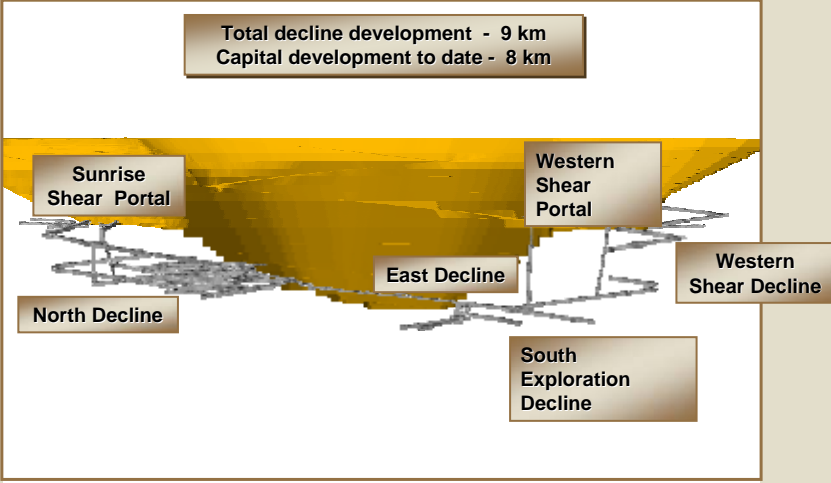 Total decline development - 9 km
Capital development to date - 8 km
Sunrise
Shear Portal
Western
Shear
Portal
East Decline
Western
Shear Decline
North Decline
South
Exploration
Decline